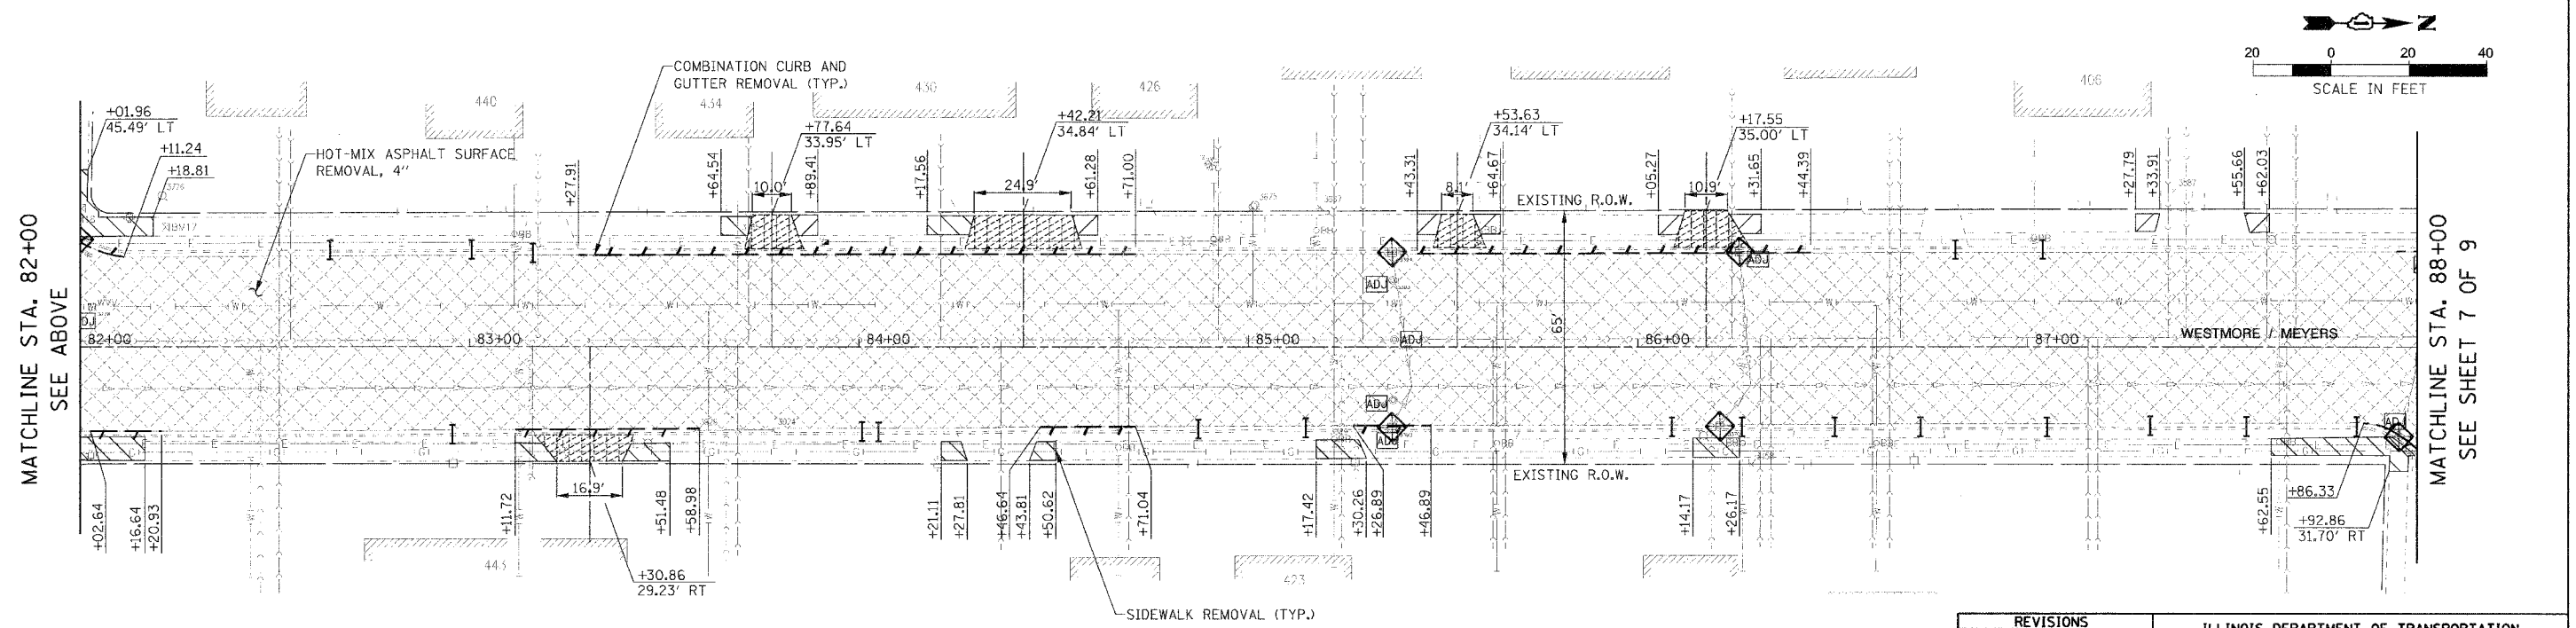 N
20 0 20 40
SCALE IN FEET
COMBINATION CURB AND
GUTTER REMOVAL (TYP.)
440
434
430
426
406
+01.96
45.49' LT
+11.24
+18.81
HOT-MIX ASPHALT SURFACE
REMOVAL, 4"
+27.91
+64.54
+77.64
33.95' LT
10.0'
+89.41
+17.56
+42.21
34.84' LT
24.9'
+61.28
+71.00
+43.31
+53.63
34.14' LT
8.1'
+64.67
+05.27
+17.55
35.00' LT
10.9'
+31.65
+44.39
+27.79
+33.91
+55.66
+62.03
EXISTING R.O.W.
MATCHLINE STA. 82+00
SEE ABOVE
MATCHLINE STA. 88+00
SEE SHEET 7 OF 9
ADJ
ADJ
ADJ
ADJ
ADJ
ADJ
65'
82+00
83+00
84+00
85+00
86+00
87+00
WESTMORE / MEYERS
EXISTING R.O.W.
+02.64
+16.64
+20.93
+11.72
16.9'
+51.48
+58.98
+30.86
29.23' RT
443
+21.11
+27.81
+46.64
+43.81
+50.62
+71.04
SIDEWALK REMOVAL (TYP.)
+17.42
+30.26
+26.89
+46.89
423
+14.17
+26.17
+62.55
+86.33
+92.86
31.70' RT
REVISIONS
ILLINOIS DEPARTMENT OF TRANSPORTATION